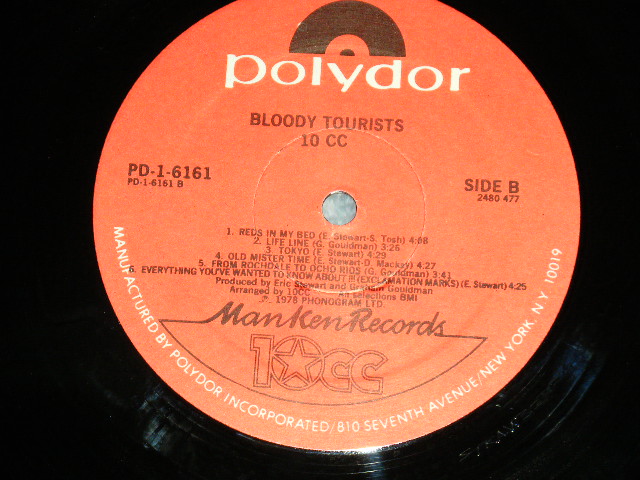 polydor
BLOODY TOURISTS
10 CC
PD-1-6161
PD-1-6161 B
SIDE B
2480 477
1. REDS IN MY BED (E. Stewart-S. Tosh) 4:08
2. LIFE LINE (G. Gouldman) 3:25
3. TOKYO (E. Stewart) 4:29
4. OLD MISTER TIME (E. Stewart-D. Mackay) 4:27
5. FROM ROCHDALE TO OCHO RIOS (G. Gouldman) 3:41
6. EVERYTHING YOU'VE WANTED TO KNOW ABOUT !!! (EXCLAMATION MARKS) (E. Stewart) 4:25
Produced by Eric Stewart and Graham Gouldman
Arranged by 10CC All selections BMI
℗ 1978 PHONOGRAM LTD.
ManKen Records
10CC
MANUFACTURED BY POLYDOR INCORPORATED/810 SEVENTH AVENUE/NEW YORK. N.Y. 10019